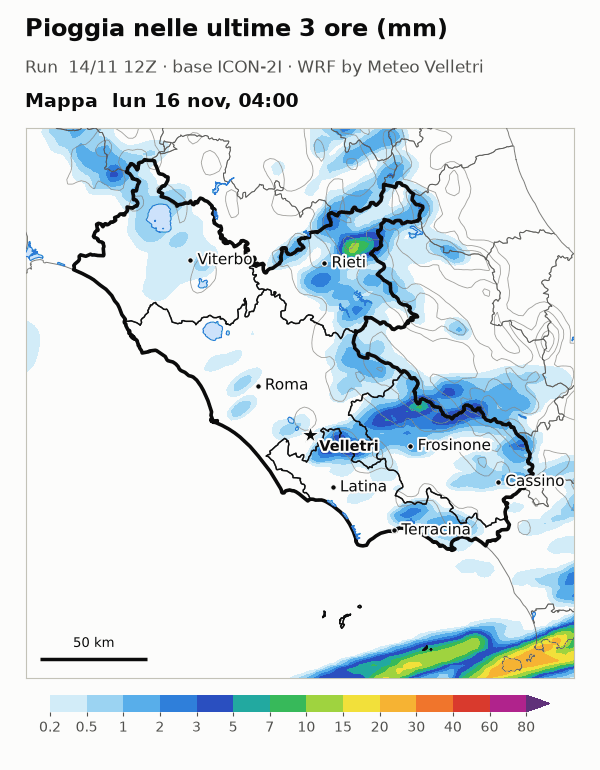 Pioggia nelle ultime 3 ore (mm)
Run  14/11 12Z · base ICON-2I · WRF by Meteo Velletri
Mappa  lun 16 nov, 04:00
Viterbo
Rieti
Roma
Velletri
Frosinone
Cassino
Latina
Terracina
50 km
0.2 0.5 1 2 3 5 7 10 15 20 30 40 60 80